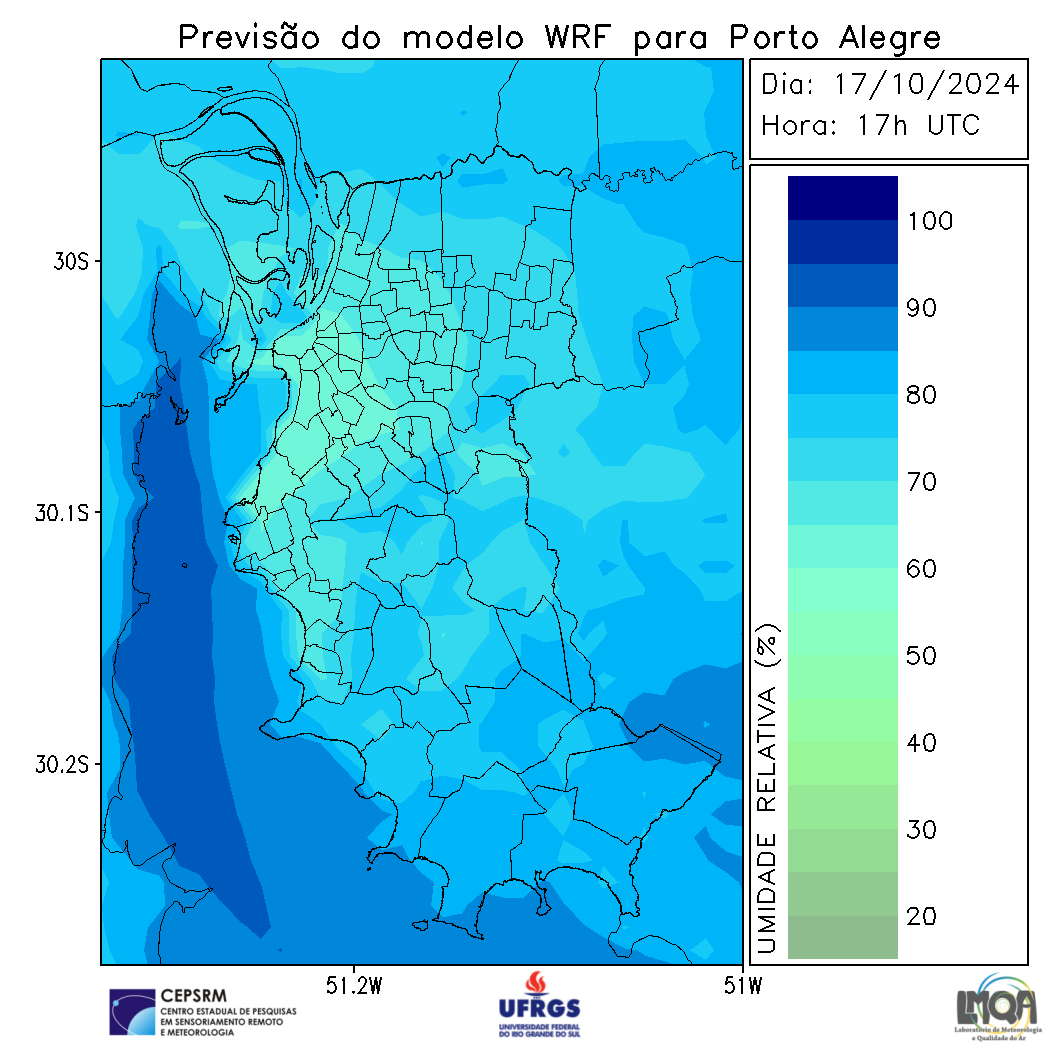 Previsão do modelo WRF para Porto Alegre
Dia: 17/10/2024
Hora: 17h UTC
100
90
80
70
60
50
40
30
20
UMIDADE RELATIVA (%)
30S
30.1S
30.2S
51.2W
51W
CEPSRM
CENTRO ESTADUAL DE PESQUISAS
EM SENSORIAMENTO REMOTO
E METEOROLOGIA
UFRGS
UNIVERSIDADE FEDERAL
DO RIO GRANDE DO SUL
LMQA
Laboratório de Meteorologia
e Qualidade do Ar